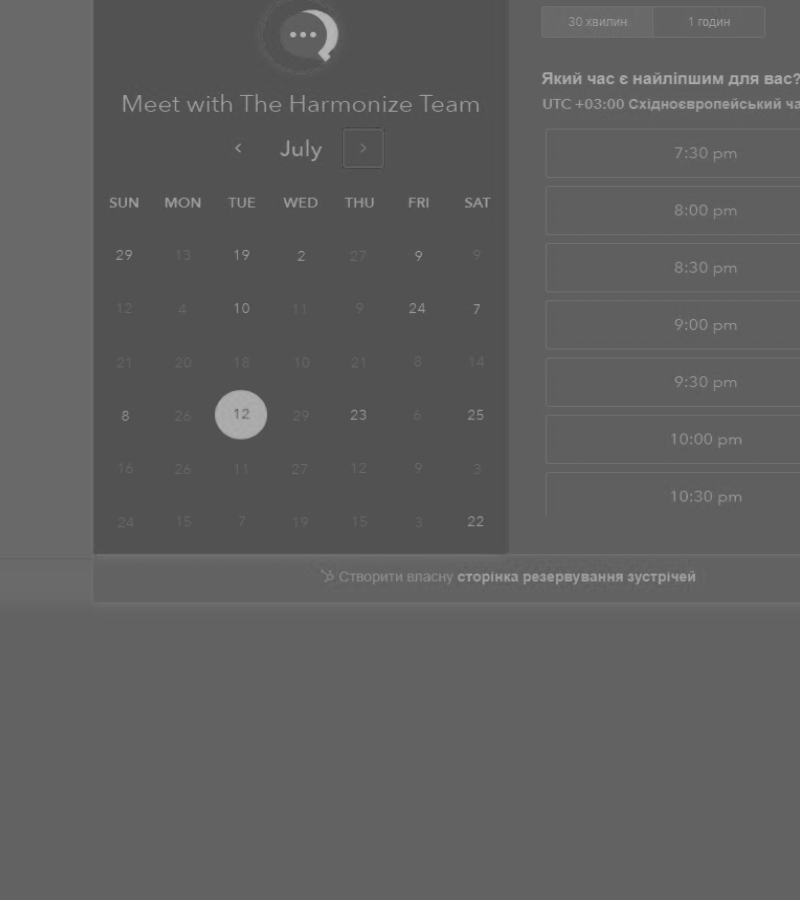 30 хвилин 1 годин
Meet with The Harmonize Team
July
SUN MON TUE WED THU FRI SAT
29 13 19 2 27 9 9
12 4 10 11 9 24 7
21 20 18 10 21 8 14
8 26 12 29 23 6 25
16 26 11 27 12 9 3
24 15 7 19 15 3 22
Який час є найліпшим для вас?
UTC +03:00 Східноєвропейський ча
7:30 pm
8:00 pm
8:30 pm
9:00 pm
9:30 pm
10:00 pm
10:30 pm
Створити власну сторінка резервування зустрічей